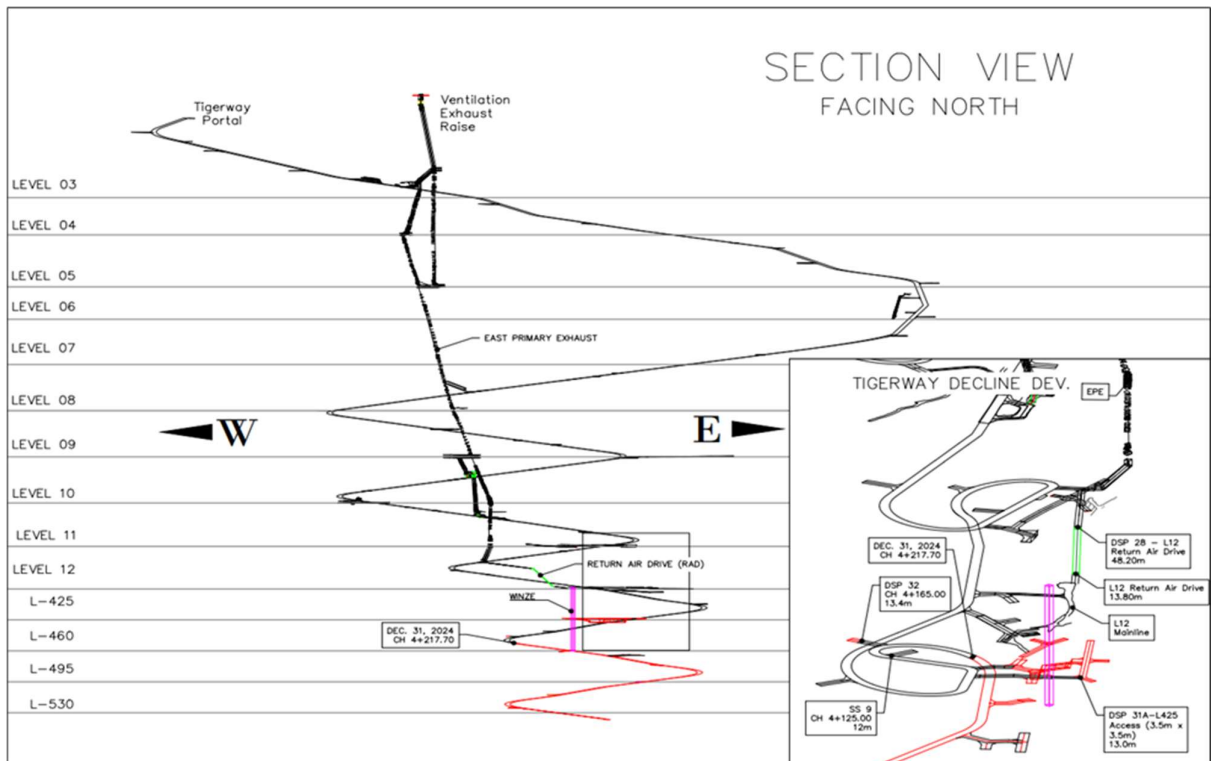 SECTION VIEW
FACING NORTH
Tigerway
Portal
Ventilation
Exhaust
Raise
LEVEL 03
LEVEL 04
LEVEL 05
LEVEL 06
EAST PRIMARY EXHAUST
LEVEL 07
LEVEL 08
W
E
LEVEL 09
LEVEL 10
LEVEL 11
RETURN AIR DRIVE (RAD)
LEVEL 12
WINZE
L-425
DEC. 31, 2024
CH 4+217.70
L-460
L-495
L-530
TIGERWAY DECLINE DEV.
EPE
DEC. 31, 2024
CH 4+217.70
DSP 28 - L12
Return Air Drive
48.20m
DSP 32
CH 4+165.00
13.4m
L12 Return Air Drive
13.80m
L12
Mainline
SS 9
CH 4+125.00
12m
DSP 31A-L425
Access (3.5m x
3.5m)
13.0m